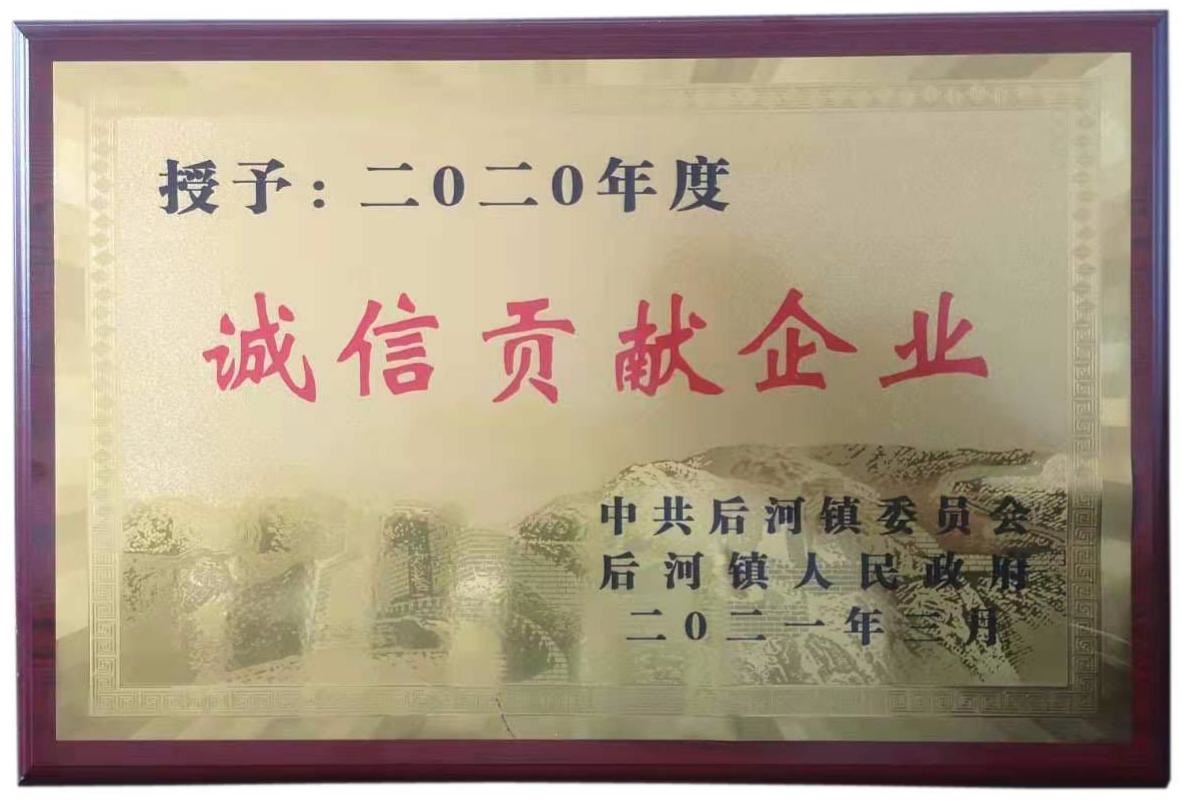 授予：二0二0年度
诚信贡献企业
中共后河镇委员会
后河镇人民政府
二0二一年三月